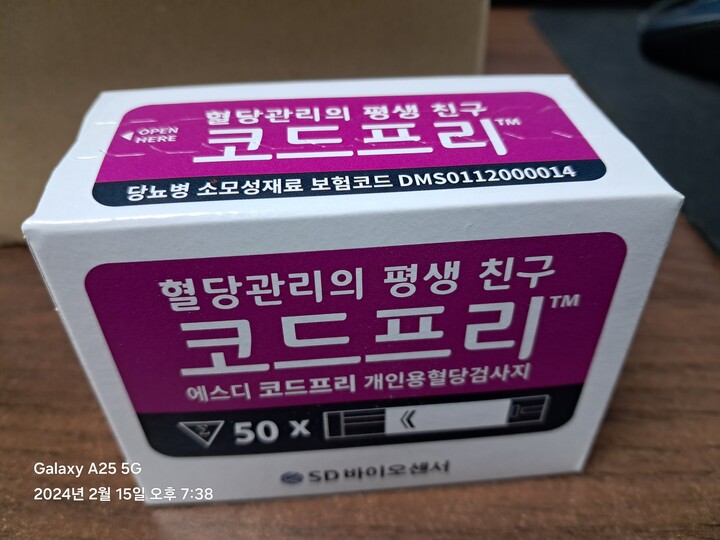 혈당관리의 평생 친구
OPEN
HERE
코드프리™
당뇨병 소모성재료 보험코드 DMS0112000014
혈당관리의 평생 친구
코드프리™
에스디 코드프리 개인용혈당검사지
Σ 50 x
SD 바이오센서
Galaxy A25 5G
2024년 2월 15일 오후 7:38